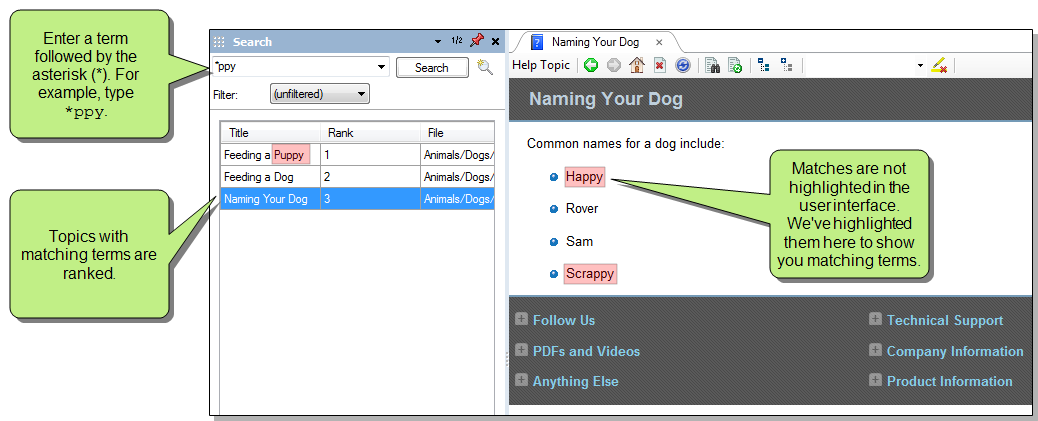 Enter a term
followed by the
asterisk (*). For
example, type
*ppy.
Topics with
matching terms are
ranked.
Search
1/2
*ppy
Search
Filter:
(unfiltered)
Title Rank File
Feeding a Puppy 1 Animals/Dogs/
Feeding a Dog 2 Animals/Dogs/
Naming Your Dog 3 Animals/Dogs/
Naming Your Dog
Help Topic
Naming Your Dog
Common names for a dog include:
Happy
Rover
Sam
Scrappy
Matches are not
highlighted in the
user interface.
We've highlighted
them here to show
you matching terms.
Follow Us
PDFs and Videos
Anything Else
Technical Support
Company Information
Product Information